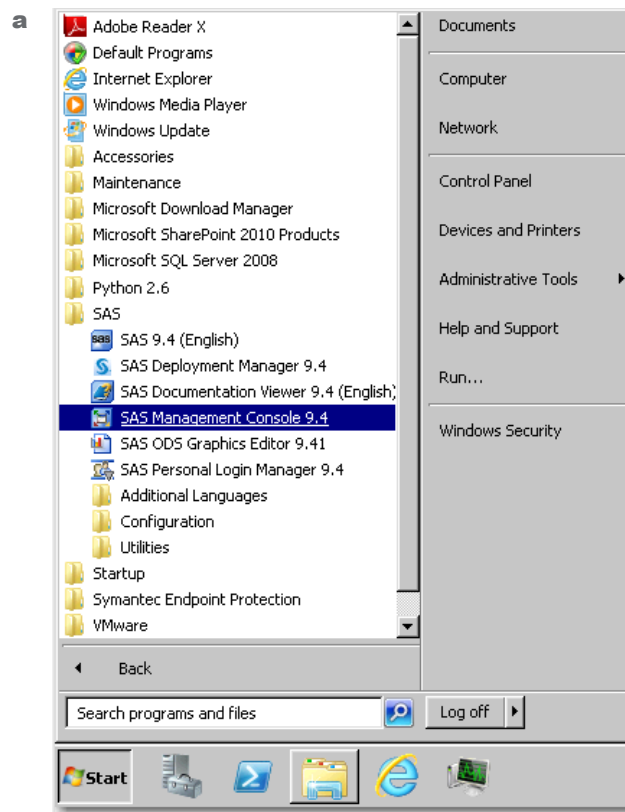 a
Adobe Reader X
Default Programs
Internet Explorer
Windows Media Player
Windows Update
Accessories
Maintenance
Microsoft Download Manager
Microsoft SharePoint 2010 Products
Microsoft SQL Server 2008
Python 2.6
SAS
sas SAS 9.4 (English)
SAS Deployment Manager 9.4
SAS Documentation Viewer 9.4 (English)
SAS Management Console 9.4
SAS ODS Graphics Editor 9.41
SAS Personal Login Manager 9.4
Additional Languages
Configuration
Utilities
Startup
Symantec Endpoint Protection
VMware
Back
Search programs and files
Documents
Computer
Network
Control Panel
Devices and Printers
Administrative Tools
Help and Support
Run...
Windows Security
Log off
Start